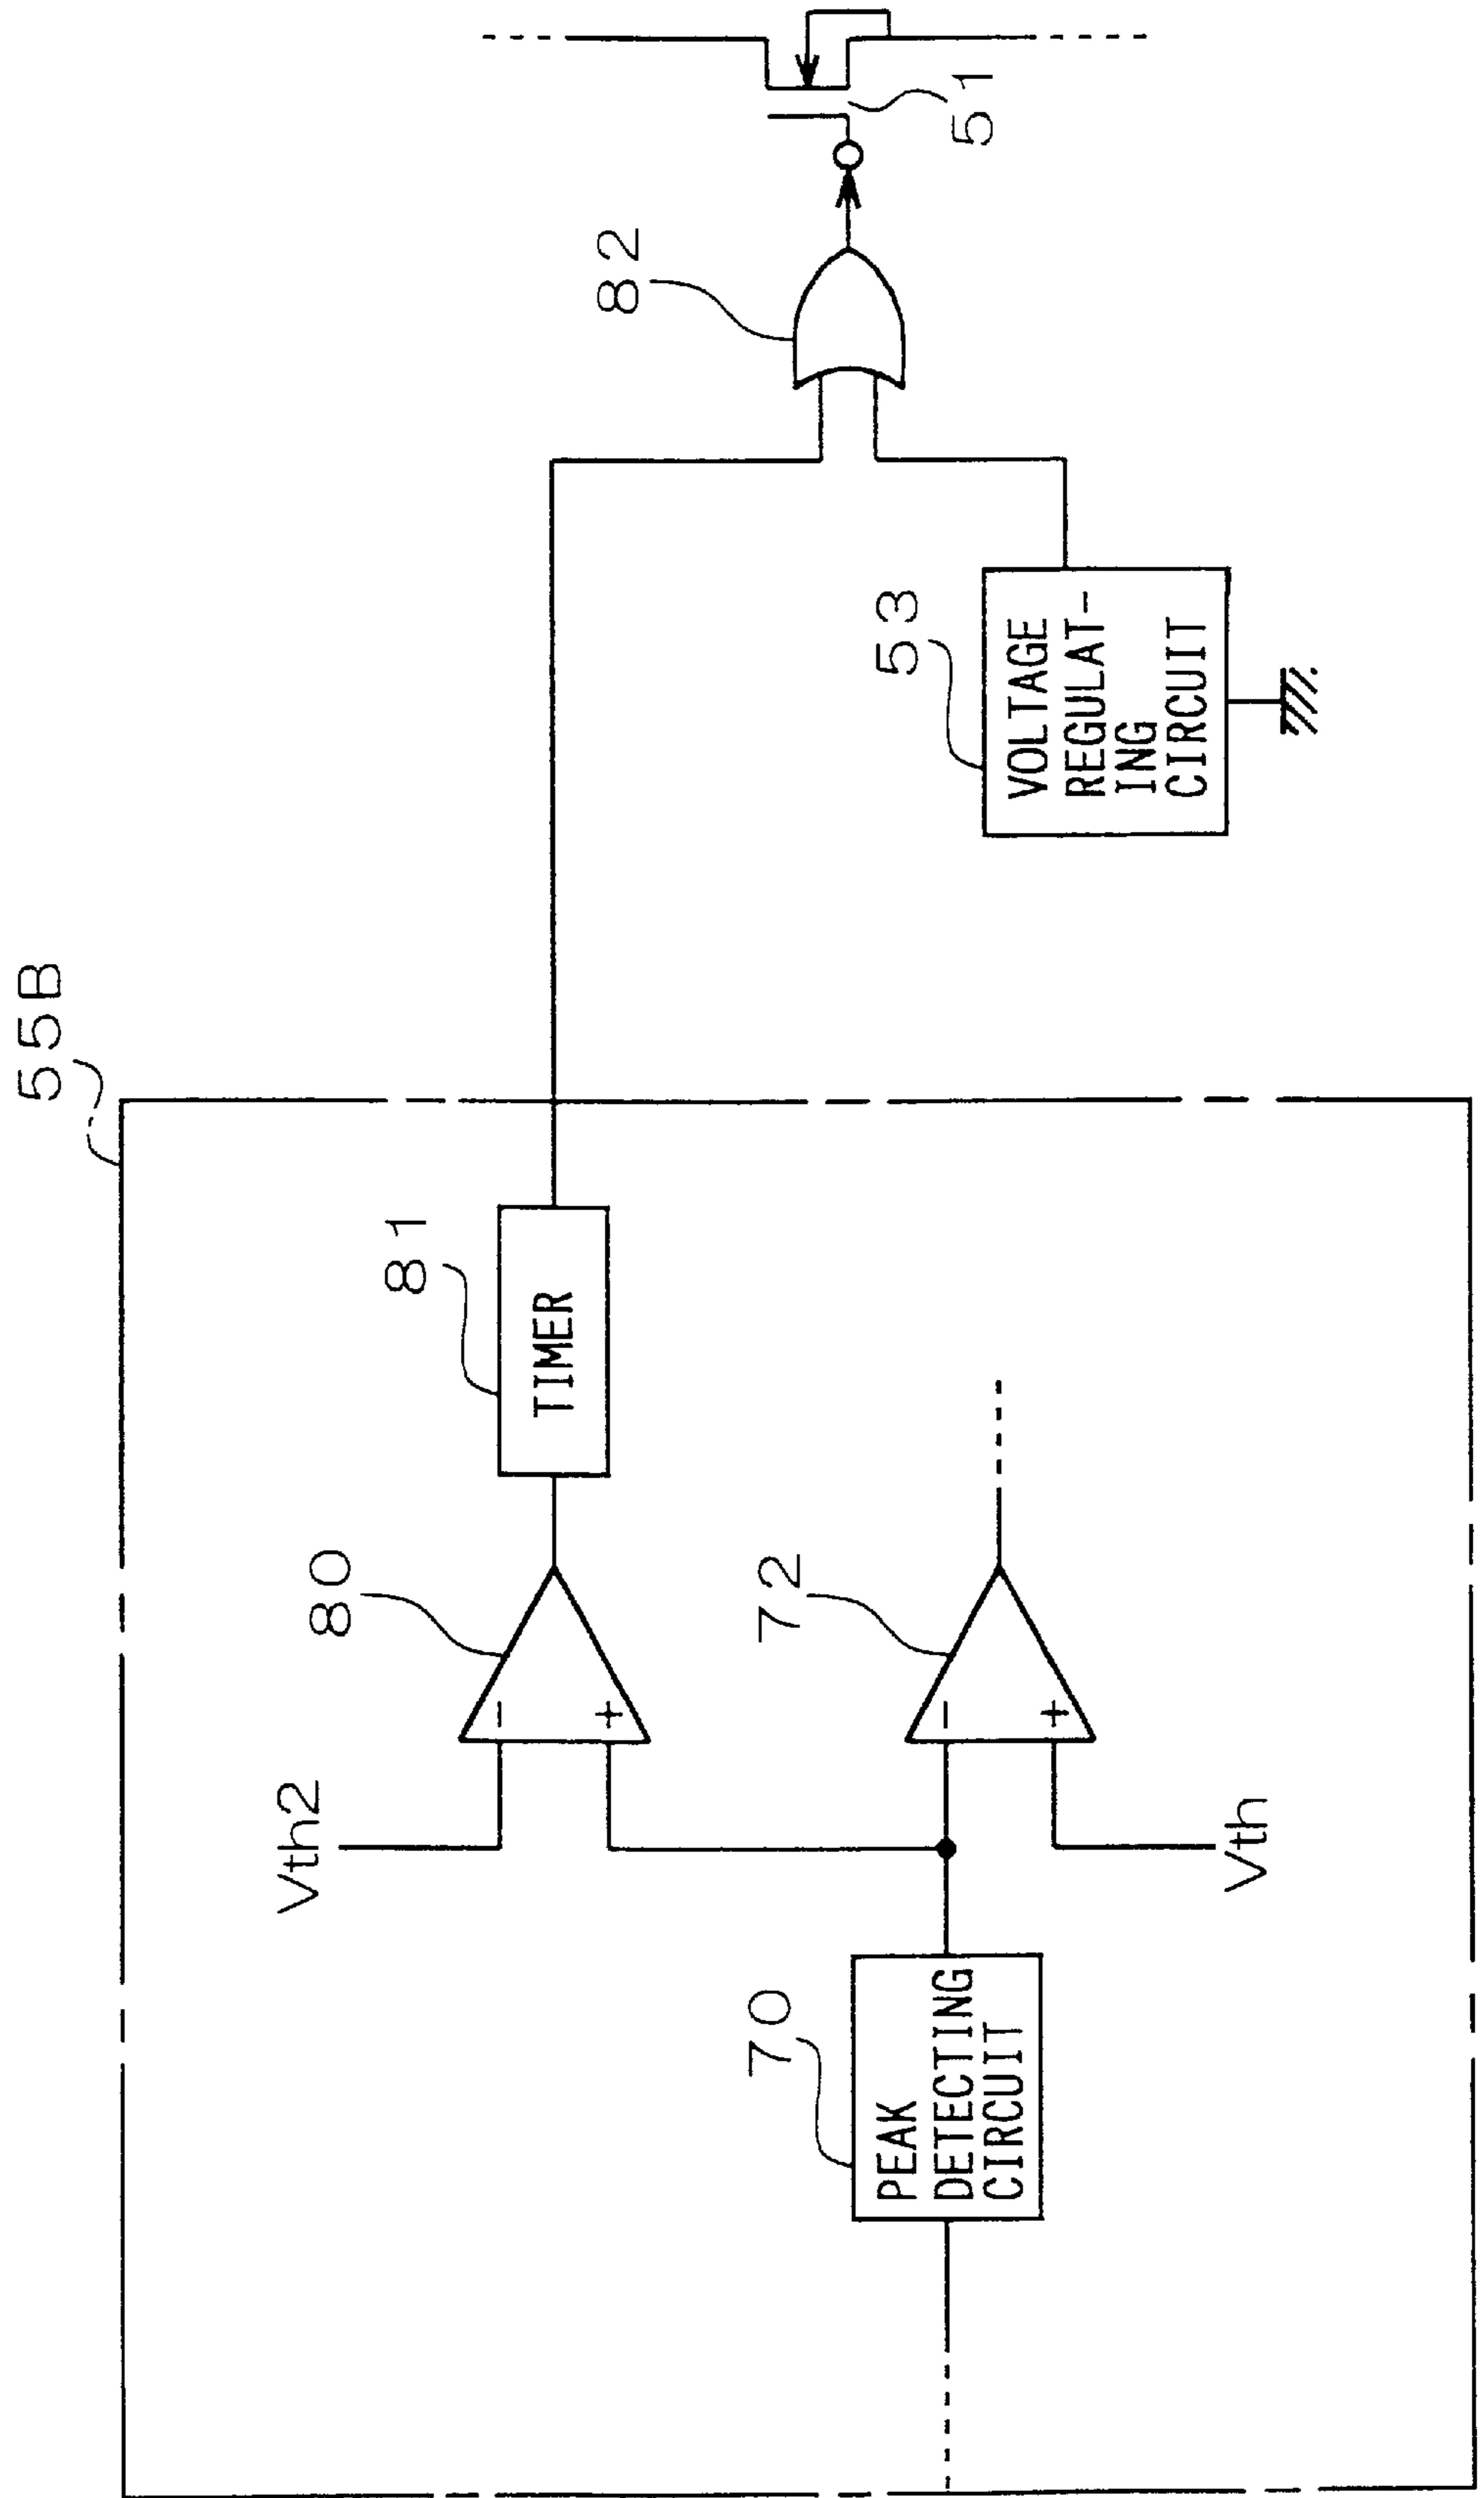 55B
Vth2
80
81
TIMER
82
70
PEAK
DETECTING
CIRCUIT
72
Vth
53
VOLTAGE
REGULAT-
ING
CIRCUIT
51
-
+
-
+